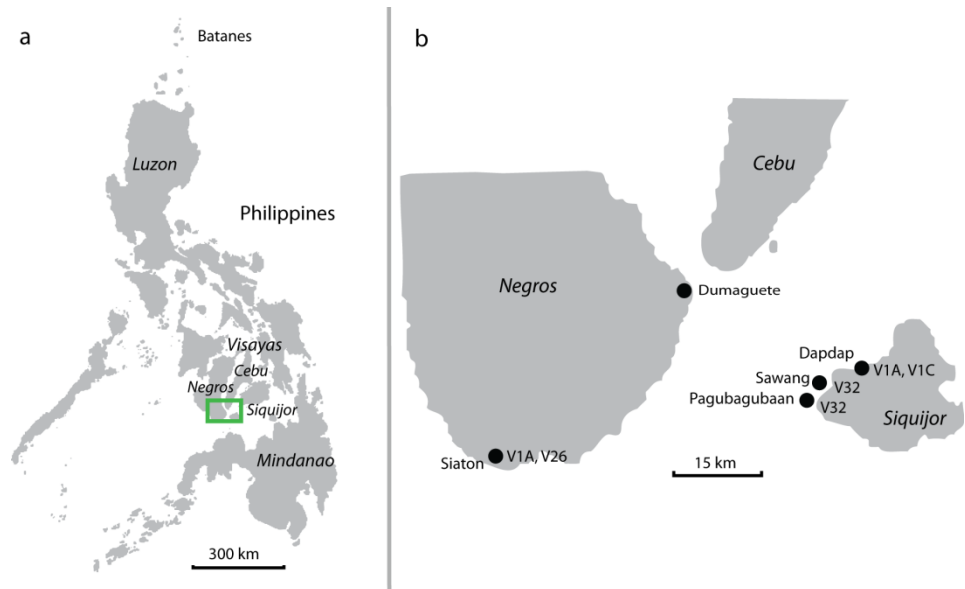 a
Batanes
Luzon
Philippines
Visayas
Cebu
Negros
Siquijor
Mindanao
300 km
b
Cebu
Negros
Dumaguete
Dapdap
V1A, V1C
Sawang
V32
Pagubagubaan
V32
Siquijor
Siaton
V1A, V26
15 km